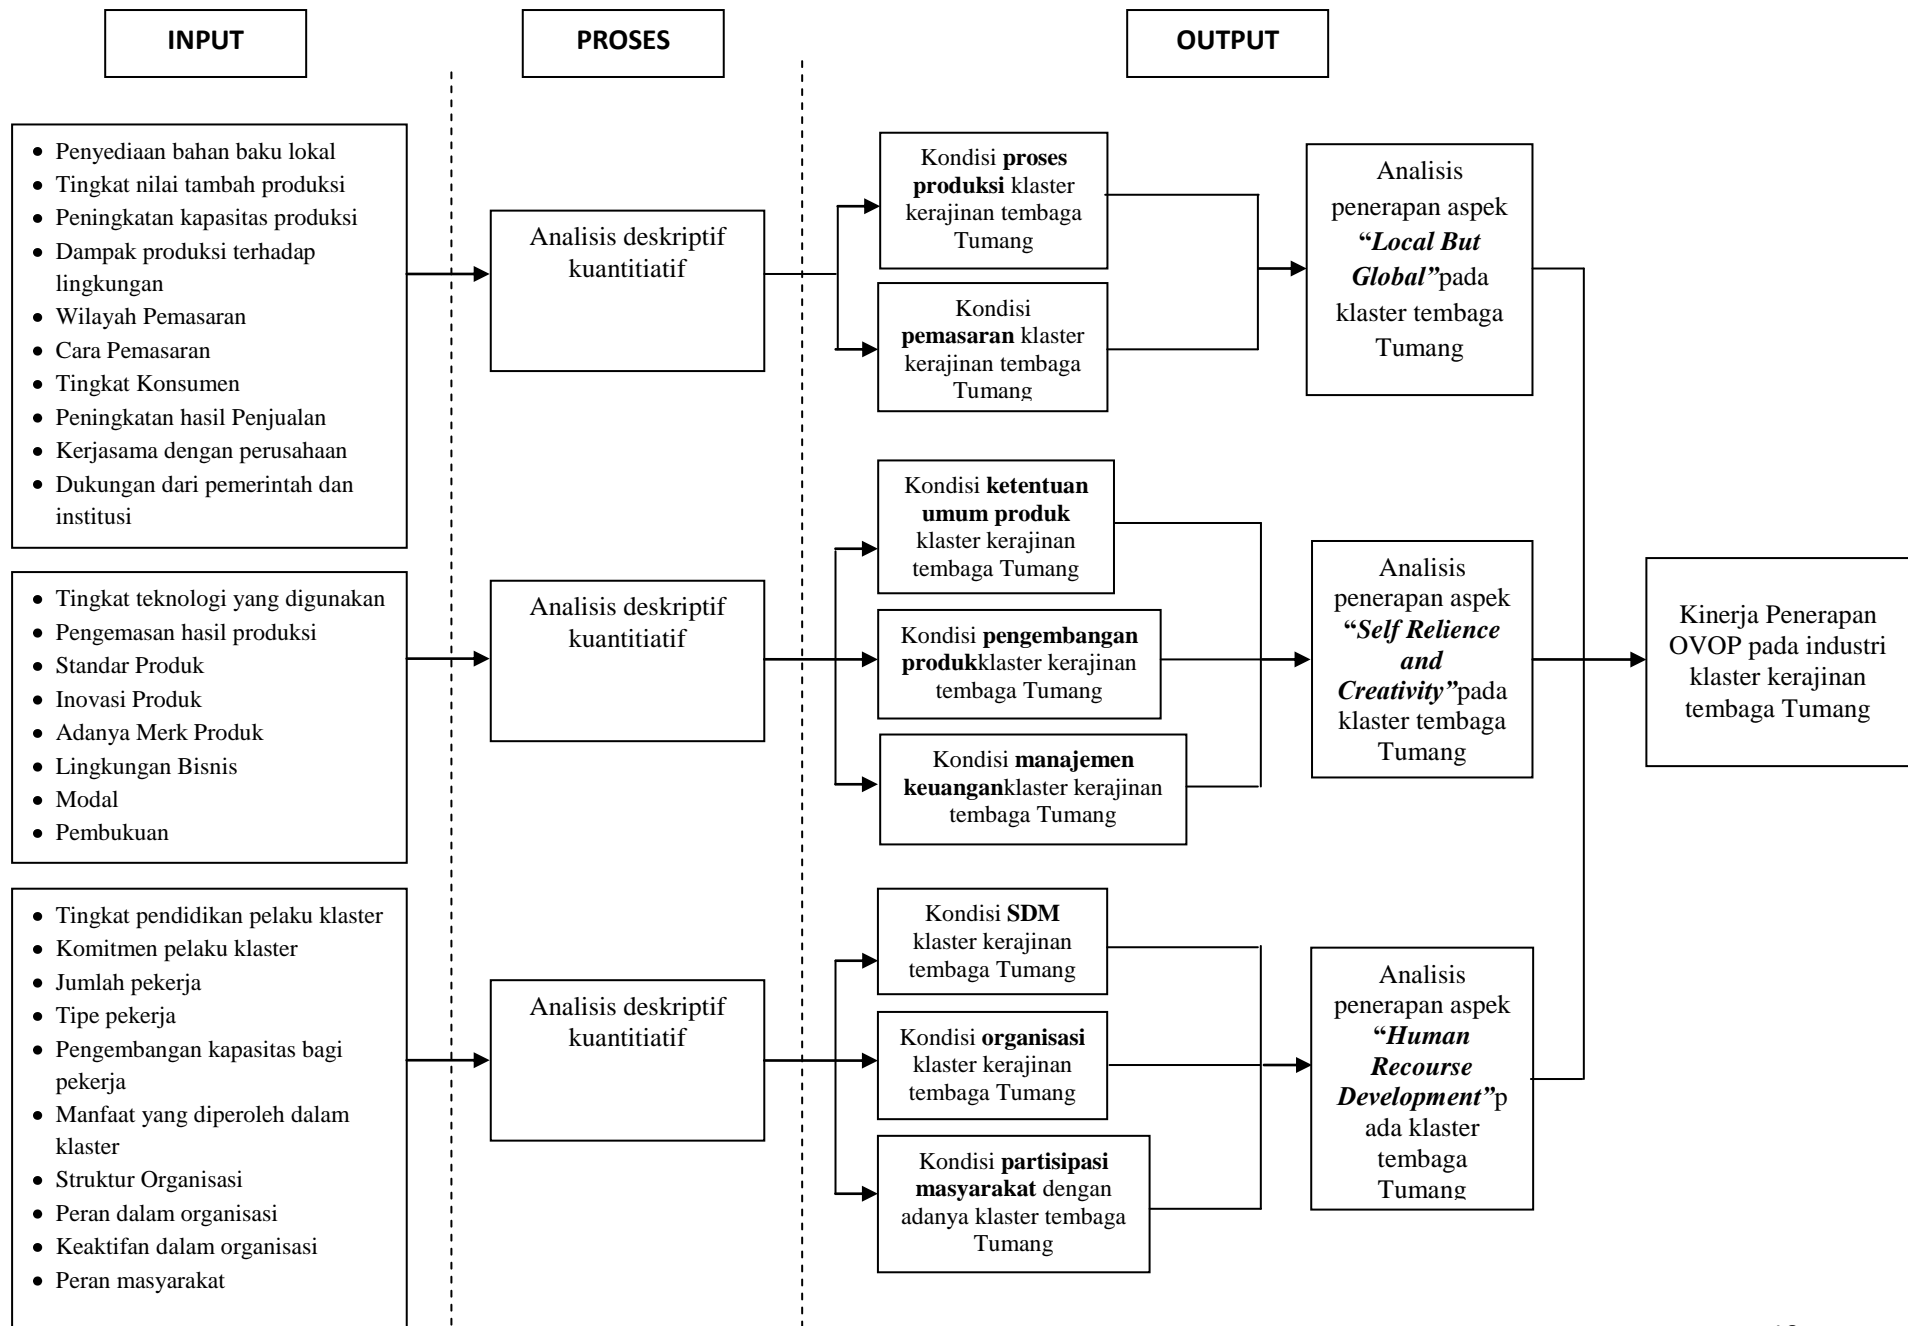 INPUT
PROSES
OUTPUT
• Penyediaan bahan baku lokal
• Tingkat nilai tambah produksi
• Peningkatan kapasitas produksi
• Dampak produksi terhadap
lingkungan
• Wilayah Pemasaran
• Cara Pemasaran
• Tingkat Konsumen
• Peningkatan hasil Penjualan
• Kerjasama dengan perusahaan
• Dukungan dari pemerintah dan
institusi
Analisis deskriptif
kuantitiatif
Kondisi proses
produksi klaster
kerajinan tembaga
Tumang
Kondisi
pemasaran klaster
kerajinan tembaga
Tumang
Analisis
penerapan aspek
“Local But
Global”pada
klaster tembaga
Tumang
• Tingkat teknologi yang digunakan
• Pengemasan hasil produksi
• Standar Produk
• Inovasi Produk
• Adanya Merk Produk
• Lingkungan Bisnis
• Modal
• Pembukuan
Analisis deskriptif
kuantitiatif
Kondisi ketentuan
umum produk
klaster kerajinan
tembaga Tumang
Kondisi pengembangan
produkklaster kerajinan
tembaga Tumang
Kondisi manajemen
keuanganklaster kerajinan
tembaga Tumang
Analisis
penerapan aspek
“Self Relience
and
Creativity”pada
klaster tembaga
Tumang
Kinerja Penerapan
OVOP pada industri
klaster kerajinan
tembaga Tumang
• Tingkat pendidikan pelaku klaster
• Komitmen pelaku klaster
• Jumlah pekerja
• Tipe pekerja
• Pengembangan kapasitas bagi
pekerja
• Manfaat yang diperoleh dalam
klaster
• Struktur Organisasi
• Peran dalam organisasi
• Keaktifan dalam organisasi
• Peran masyarakat
Analisis deskriptif
kuantitiatif
Kondisi SDM
klaster kerajinan
tembaga Tumang
Kondisi organisasi
klaster kerajinan
tembaga Tumang
Kondisi partisipasi
masyarakat dengan
adanya klaster tembaga
Tumang
Analisis
penerapan aspek
“Human
Recourse
Development”p
ada klaster
tembaga
Tumang